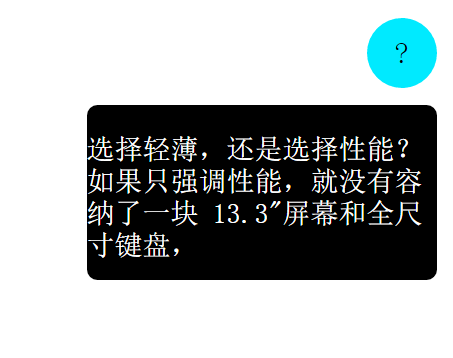 ?
选择轻薄，还是选择性能？
如果只强调性能，就没有容
纳了一块 13.3"屏幕和全尺
寸键盘，